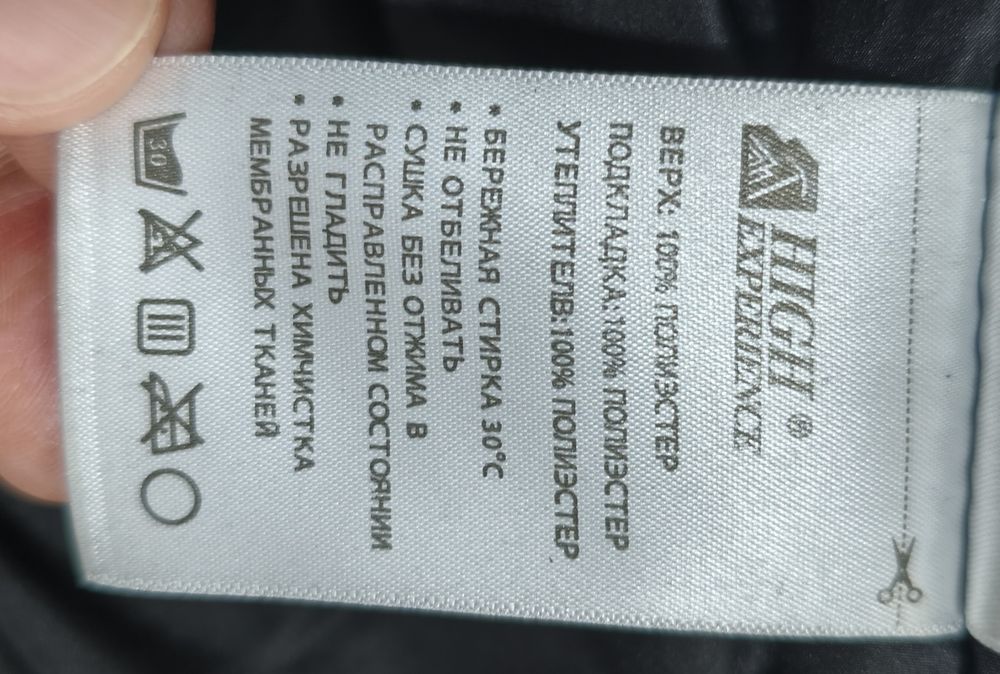 HIGH ®
EXPERIENCE
ВЕРХ: 100% ПОЛИЭСТЕР
ПОДКЛАДКА:100% ПОЛИЭСТЕР
УТЕПЛИТЕЛВ:100% ПОЛИЭСТЕР
• БЕРЕЖНАЯ СТИРКА 30°С
• НЕ ОТБЕЛИВАТЬ
• СУШКА БЕЗ ОТЖИМА В
РАСПРАВЛЕННОМ СОСТОЯНИИ
• НЕ ГЛАДИТЬ
• РАЗРЕШЕНА ХИМЧИСТКА
МЕМБРАННЫХ ТКАНЕЙ
30